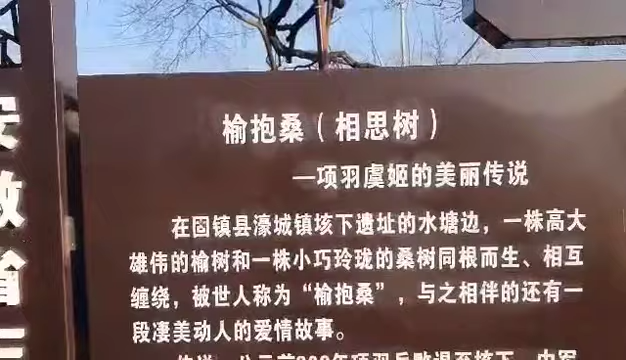 榆抱桑（相思树）
—项羽虞姬的美丽传说
在固镇县濠城镇垓下遗址的水塘边，一株高大
雄伟的榆树和一株小巧玲珑的桑树同根而生、相互
缠绕，被世人称为“榆抱桑”，与之相伴的还有一
段凄美动人的爱情故事。